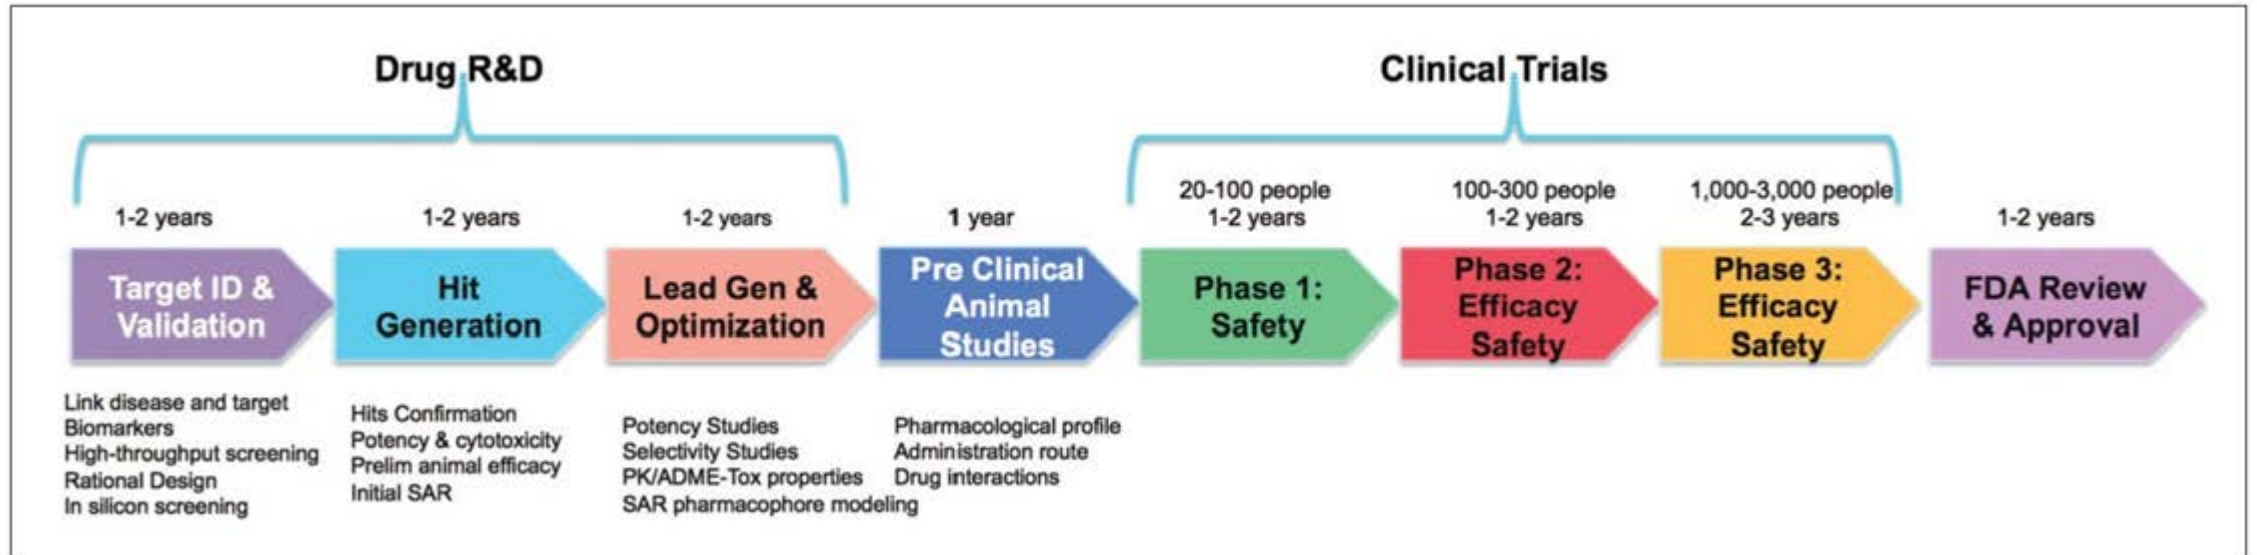 Drug R&D
Clinical Trials
1-2 years
1-2 years
1-2 years
1 year
20-100 people
1-2 years
100-300 people
1-2 years
1,000-3,000 people
2-3 years
1-2 years
Target ID &
Validation
Hit
Generation
Lead Gen &
Optimization
Pre Clinical
Animal
Studies
Phase 1:
Safety
Phase 2:
Efficacy
Safety
Phase 3:
Efficacy
Safety
FDA Review
& Approval
Link disease and target
Biomarkers
High-throughput screening
Rational Design
In silicon screening
Hits Confirmation
Potency & cytotoxicity
Prelim animal efficacy
Initial SAR
Potency Studies
Selectivity Studies
PK/ADME-Tox properties
SAR pharmacophore modeling
Pharmacological profile
Administration route
Drug interactions